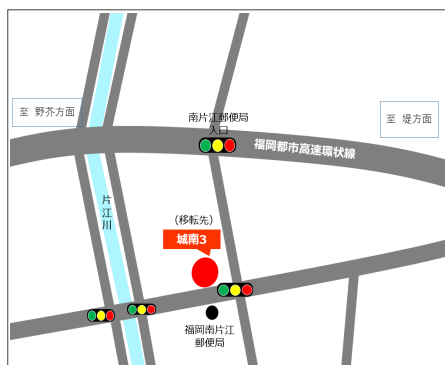 至 野芥方面
南片江郵便局
入口
至 堤方面
福岡都市高速環状線
片江川
(移転先)
城南3
福岡南片江
郵便局